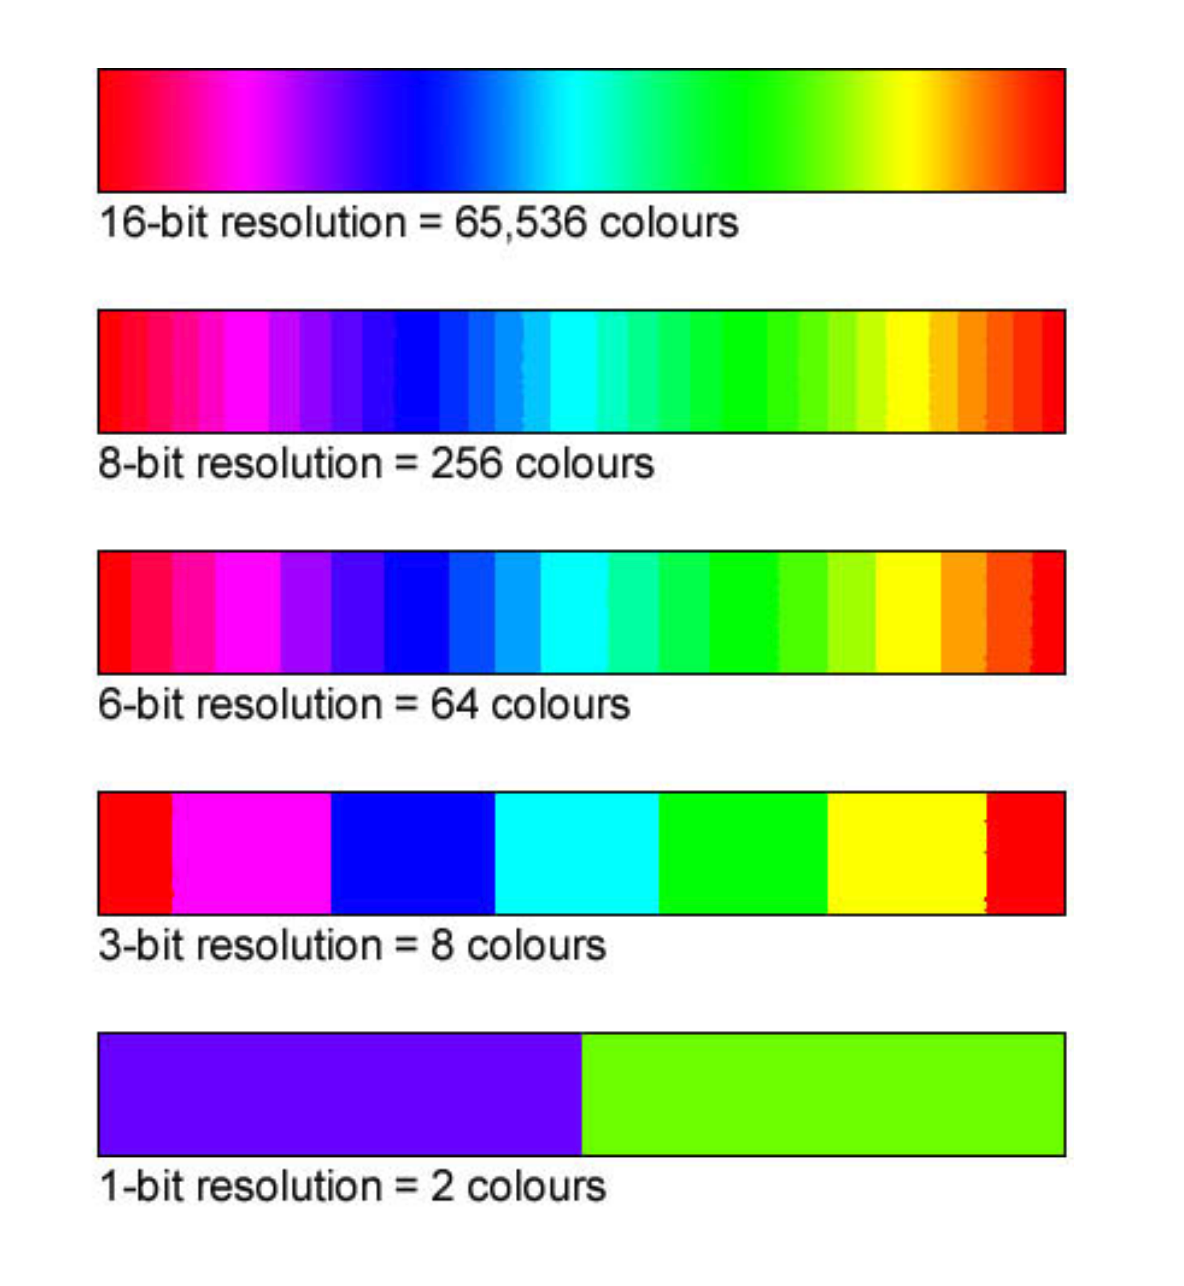 16-bit resolution = 65,536 colours
8-bit resolution = 256 colours
6-bit resolution = 64 colours
3-bit resolution = 8 colours
1-bit resolution = 2 colours